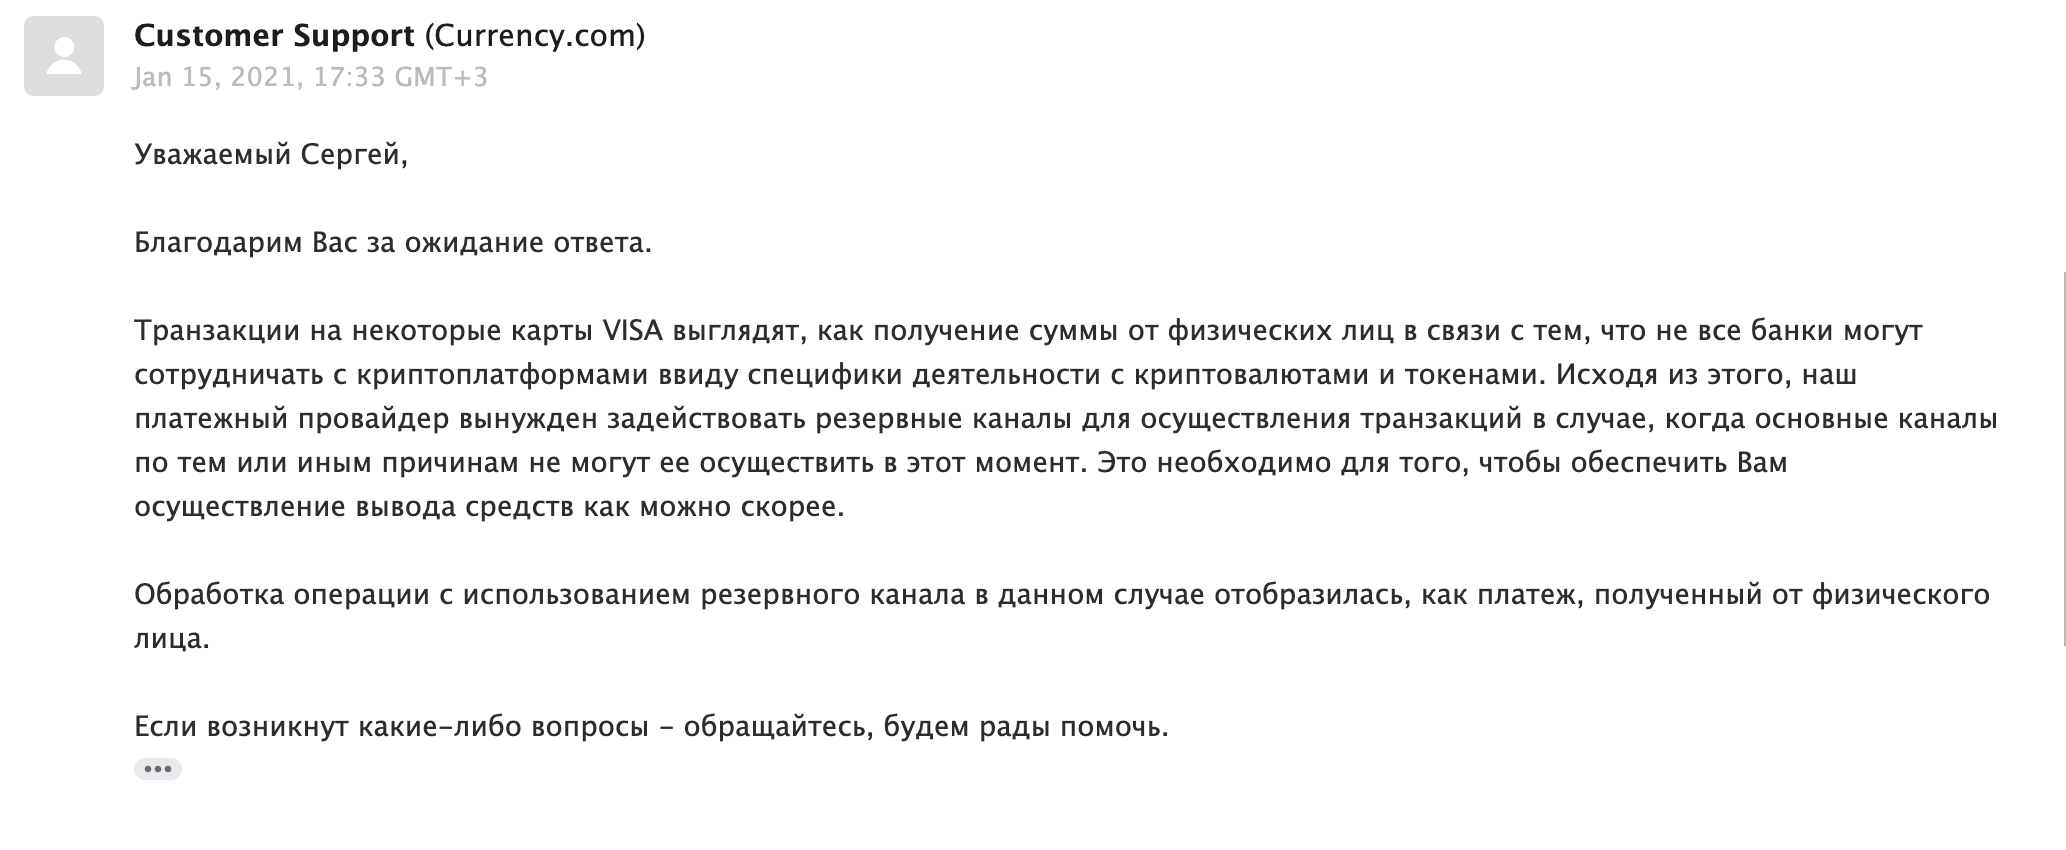 Customer Support (Currency.com)
Jan 15, 2021, 17:33 GMT+3
Уважаемый Сергей,
Благодарим Вас за ожидание ответа.
Транзакции на некоторые карты VISA выглядят, как получение суммы от физических лиц в связи с тем, что не все банки могут
сотрудничать с криптоплатформами ввиду специфики деятельности с криптовалютами и токенами. Исходя из этого, наш
платежный провайдер вынужден задействовать резервные каналы для осуществления транзакций в случае, когда основные каналы
по тем или иным причинам не могут ее осуществить в этот момент. Это необходимо для того, чтобы обеспечить Вам
осуществление вывода средств как можно скорее.
Обработка операции с использованием резервного канала в данном случае отобразилась, как платеж, полученный от физического
лица.
Если возникнут какие-либо вопросы - обращайтесь, будем рады помочь.